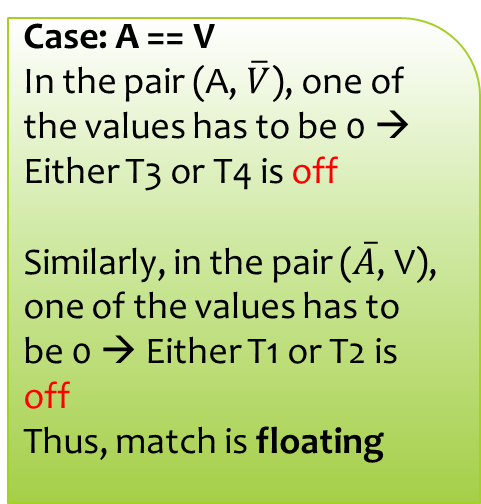 Case: A == V
In the pair (A, V̅), one of
the values has to be 0 →
Either T3 or T4 is off
Similarly, in the pair (A̅, V),
one of the values has to
be 0 → Either T1 or T2 is
off
Thus, match is floating